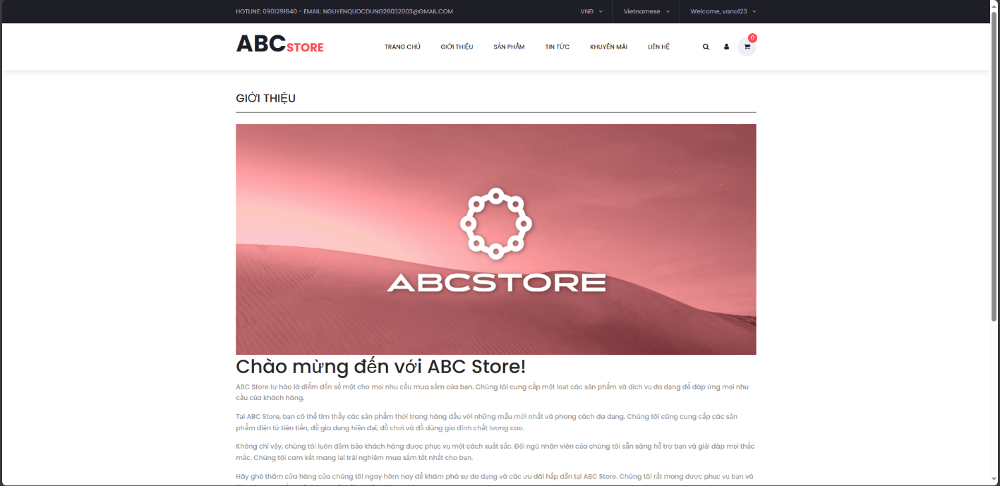 HOTLINE: 0901291640 - EMAIL: NGUYENQUOCDUNG26032003@GMAIL.COM
VNĐ
Vietnamese
Welcome, vana123
ABCSTORE
TRANG CHỦ
GIỚI THIỆU
SẢN PHẨM
TIN TỨC
KHUYẾN MÃI
LIÊN HỆ
0
GIỚI THIỆU
ABCSTORE
Chào mừng đến với ABC Store!
ABC Store tự hào là điểm đến số một cho mọi nhu cầu mua sắm của bạn. Chúng tôi cung cấp một loạt các sản phẩm và dịch vụ đa dạng để đáp ứng mọi nhu
cầu của khách hàng.
Tại ABC Store, bạn có thể tìm thấy các sản phẩm thời trang hàng đầu với những mẫu mới nhất và phong cách đa dạng. Chúng tôi cũng cung cấp các sản
phẩm điện tử tiên tiến, đồ gia dụng hiện đại, đồ chơi và đồ dùng gia đình chất lượng cao.
Không chỉ vậy, chúng tôi luôn đảm bảo khách hàng được phục vụ một cách xuất sắc. Đội ngũ nhân viên của chúng tôi sẵn sàng hỗ trợ bạn và giải đáp mọi thắc
mắc. Chúng tôi cam kết mang lại trải nghiệm mua sắm tốt nhất cho bạn.
Hãy ghé thăm cửa hàng của chúng tôi ngay hôm nay để khám phá sự đa dạng và các ưu đãi hấp dẫn tại ABC Store. Chúng tôi rất mong được phục vụ bạn và